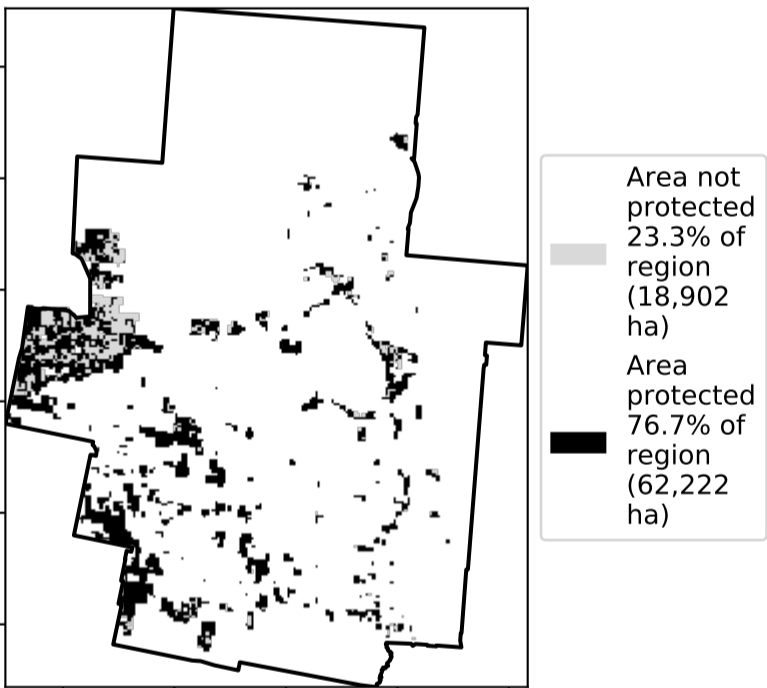 Area not
protected
23.3% of
region
(18,902
ha)
Area
protected
76.7% of
region
(62,222
ha)